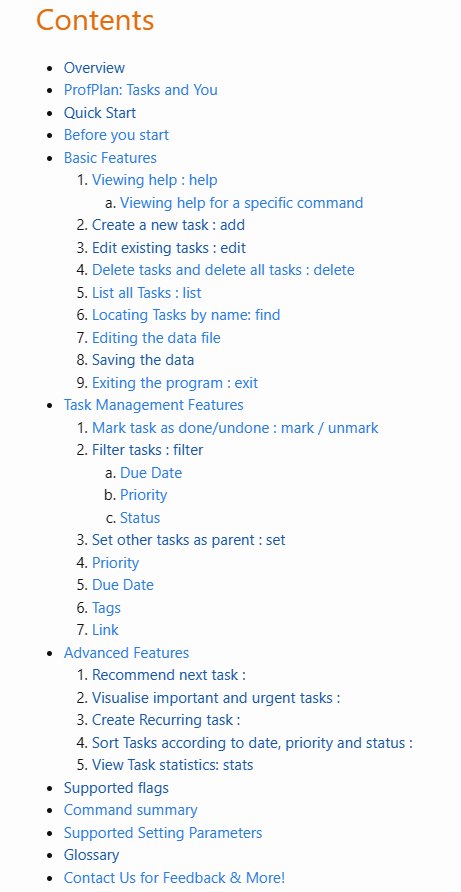 Contents
Overview
ProfPlan: Tasks and You
Quick Start
Before you start
Basic Features
1. Viewing help : help
a. Viewing help for a specific command
2. Create a new task : add
3. Edit existing tasks : edit
4. Delete tasks and delete all tasks : delete
5. List all Tasks : list
6. Locating Tasks by name: find
7. Editing the data file
8. Saving the data
9. Exiting the program : exit
Task Management Features
1. Mark task as done/undone : mark / unmark
2. Filter tasks : filter
a. Due Date
b. Priority
c. Status
3. Set other tasks as parent : set
4. Priority
5. Due Date
6. Tags
7. Link
Advanced Features
1. Recommend next task :
2. Visualise important and urgent tasks :
3. Create Recurring task :
4. Sort Tasks according to date, priority and status :
5. View Task statistics: stats
Supported flags
Command summary
Supported Setting Parameters
Glossary
Contact Us for Feedback & More!